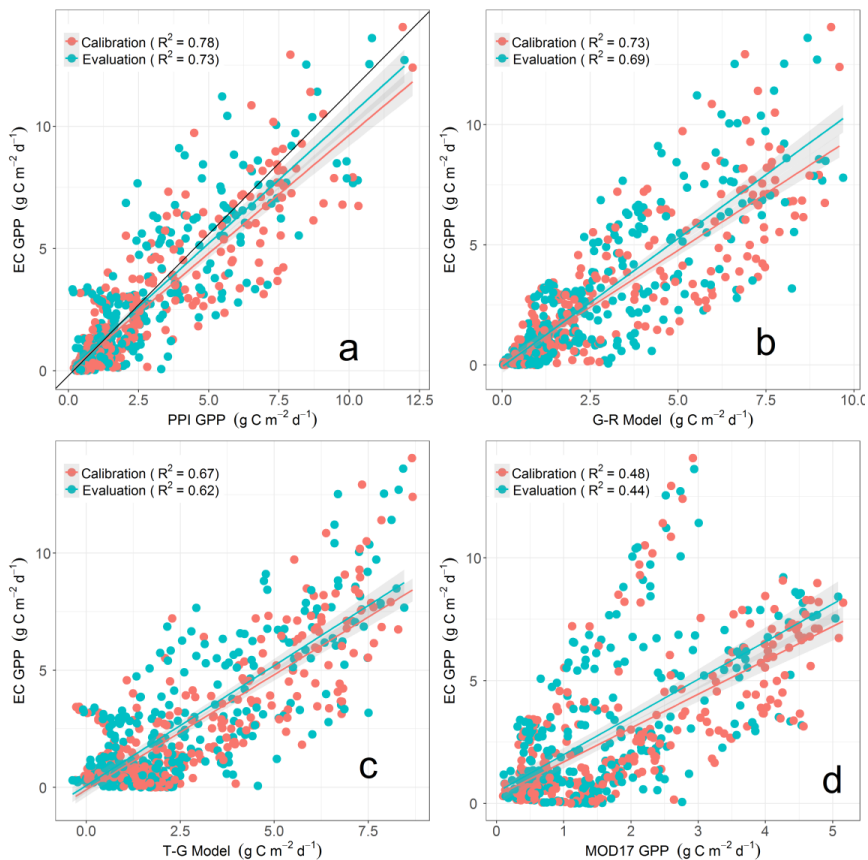 Calibration ( R² = 0.78)
Evaluation ( R² = 0.73)
EC GPP (g C m⁻² d⁻¹)
10
5
0
a
0.0 2.5 5.0 7.5 10.0 12.5
PPI GPP (g C m⁻² d⁻¹)
Calibration ( R² = 0.73)
Evaluation ( R² = 0.69)
EC GPP (g C m⁻² d⁻¹)
10
5
0
b
0.0 2.5 5.0 7.5 10.0
G-R Model (g C m⁻² d⁻¹)
Calibration ( R² = 0.67)
Evaluation ( R² = 0.62)
EC GPP (g C m⁻² d⁻¹)
10
5
0
c
0.0 2.5 5.0 7.5
T-G Model (g C m⁻² d⁻¹)
Calibration ( R² = 0.48)
Evaluation ( R² = 0.44)
EC GPP (g C m⁻² d⁻¹)
10
5
0
d
0 1 2 3 4 5
MOD17 GPP (g C m⁻² d⁻¹)